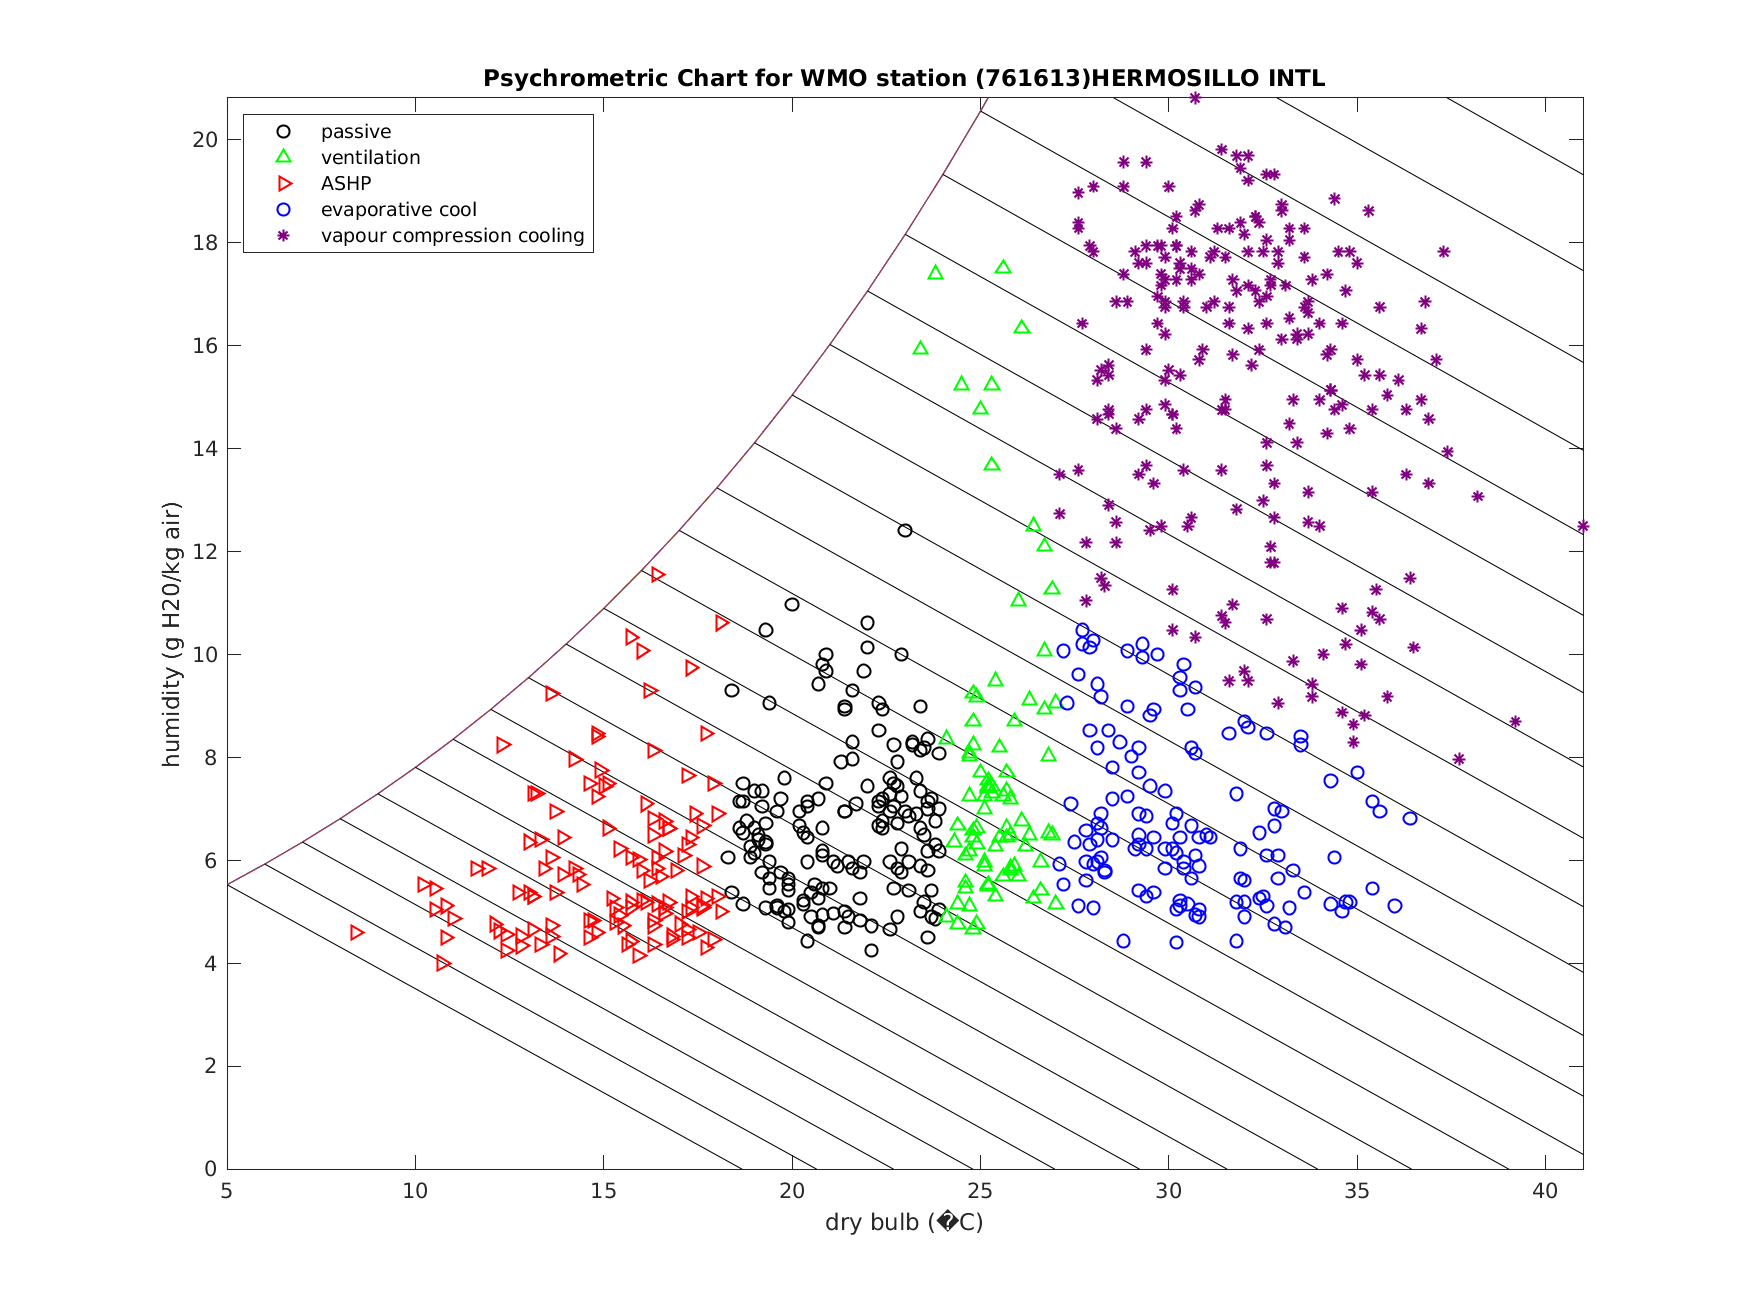 Psychrometric Chart for WMO station (761613)HERMOSILLO INTL
passive
ventilation
ASHP
evaporative cool
vapour compression cooling
humidity (g H20/kg air)
20
18
16
14
12
10
8
6
4
2
0
5 10 15 20 25 30 35 40
dry bulb (�C)